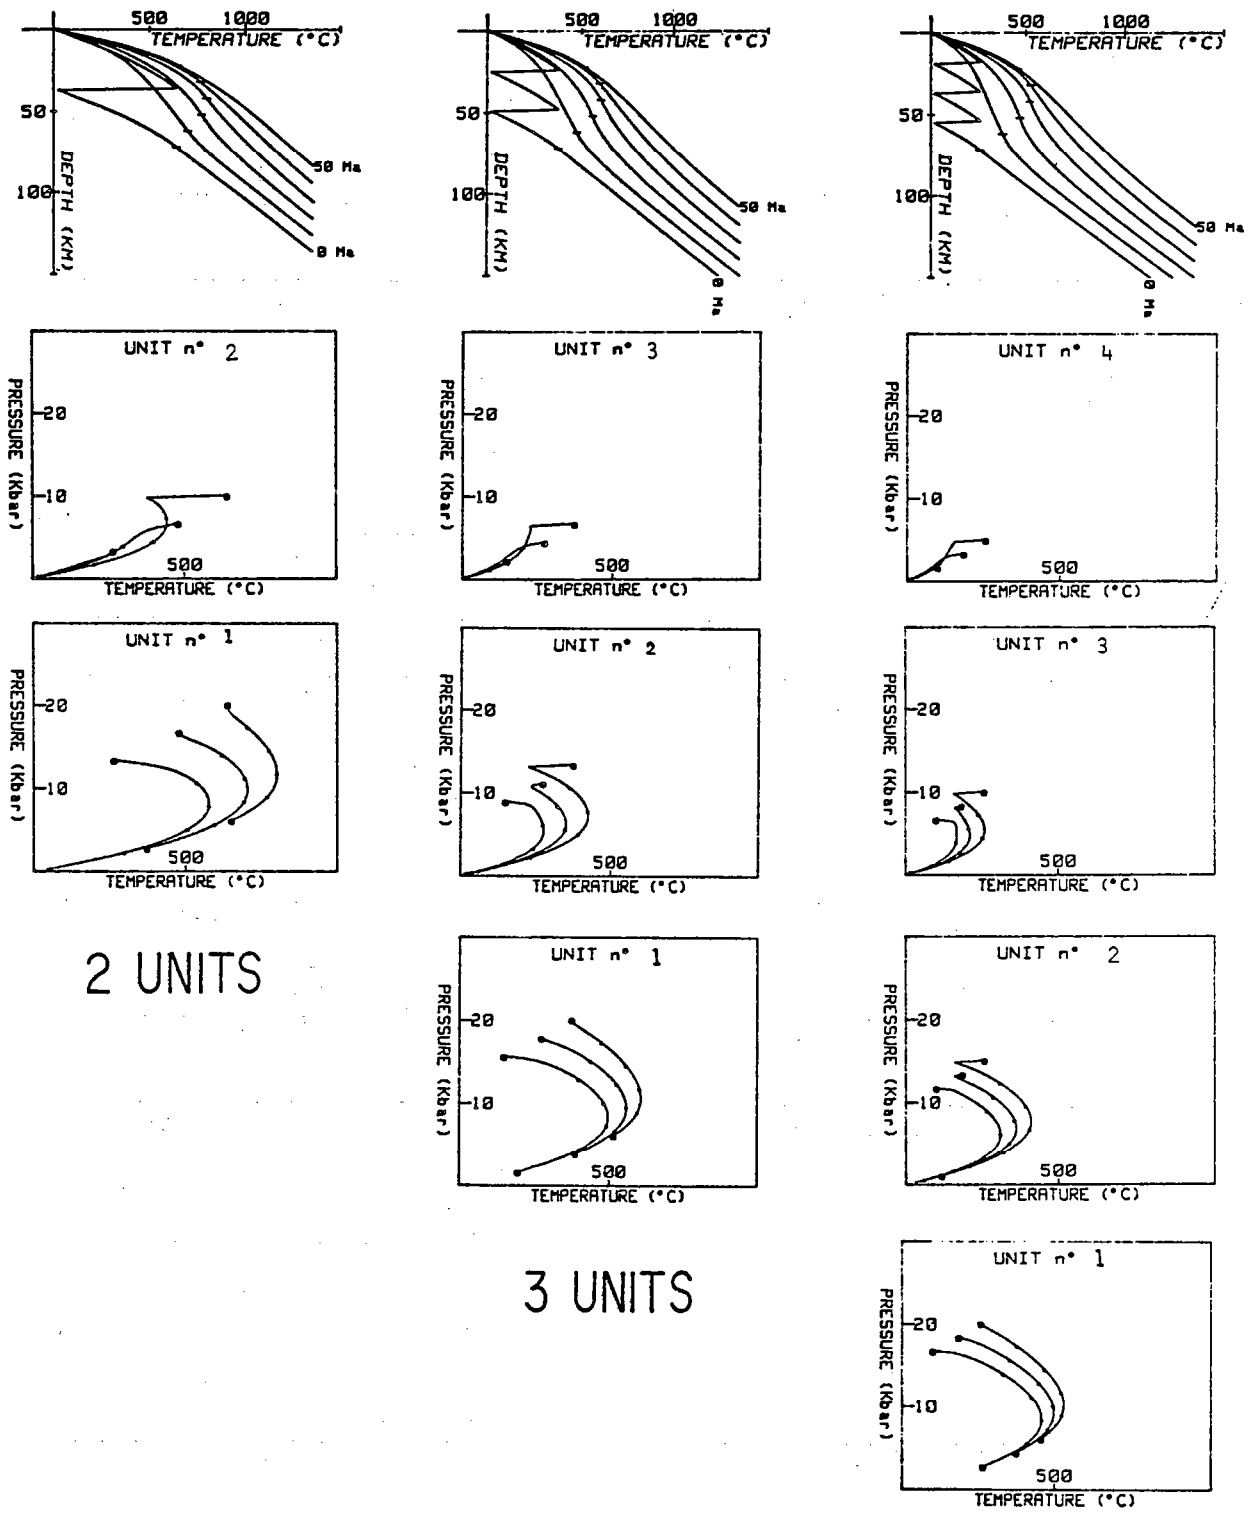 500 1000
TEMPERATURE (°C)
50
100
DEPTH (KM)
50 Ma
0 Ma
UNIT n° 2
PRESSURE (Kbar)
20
10
500
TEMPERATURE (°C)
UNIT n° 1
PRESSURE (Kbar)
20
10
500
TEMPERATURE (°C)
2 UNITS
500 1000
TEMPERATURE (°C)
50
100
DEPTH (KM)
50 Ma
0 Ma
UNIT n° 3
PRESSURE (Kbar)
20
10
500
TEMPERATURE (°C)
UNIT n° 2
PRESSURE (Kbar)
20
10
500
TEMPERATURE (°C)
UNIT n° 1
PRESSURE (Kbar)
20
10
500
TEMPERATURE (°C)
3 UNITS
500 1000
TEMPERATURE (°C)
50
100
DEPTH (KM)
50 Ma
0 Ma
UNIT n° 4
PRESSURE (Kbar)
20
10
500
TEMPERATURE (°C)
UNIT n° 3
PRESSURE (Kbar)
20
10
500
TEMPERATURE (°C)
UNIT n° 2
PRESSURE (Kbar)
20
10
500
TEMPERATURE (°C)
UNIT n° 1
PRESSURE (Kbar)
20
10
500
TEMPERATURE (°C)